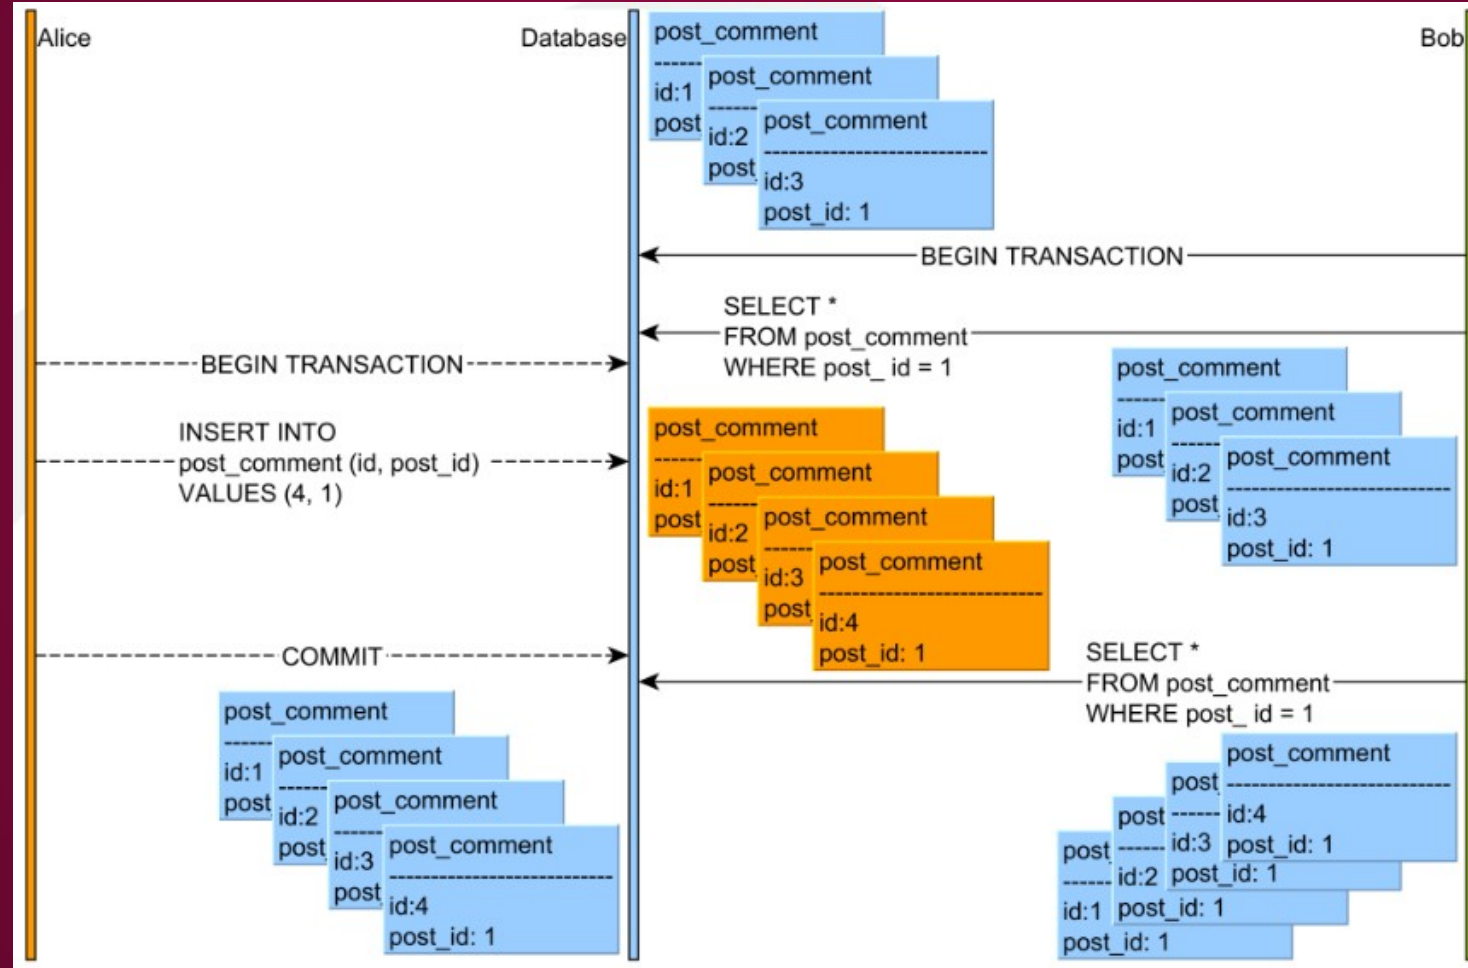 Alice
Database
Bob
post_comment
---------------------------
id:1
post
post_comment
---------------------------
id:2
post
post_comment
---------------------------
id:3
post_id: 1
BEGIN TRANSACTION
SELECT *
FROM post_comment
WHERE post_ id = 1
BEGIN TRANSACTION
INSERT INTO
post_comment (id, post_id)
VALUES (4, 1)
post_comment
id:1
post
post_comment
id:2
post
post_comment
id:3
post_id: 1
post_comment
id:1
post
post_comment
id:2
post
post_comment
id:3
post
post_comment
id:4
post_id: 1
COMMIT
SELECT *
FROM post_comment
WHERE post_ id = 1
post_comment
id:1
post
post_comment
id:2
post
post_comment
id:3
post
post_comment
id:4
post_id: 1
post
id:1
post_id: 1
post
id:2
post_id: 1
post
id:3
post_id: 1
post_comment
id:4
post_id: 1